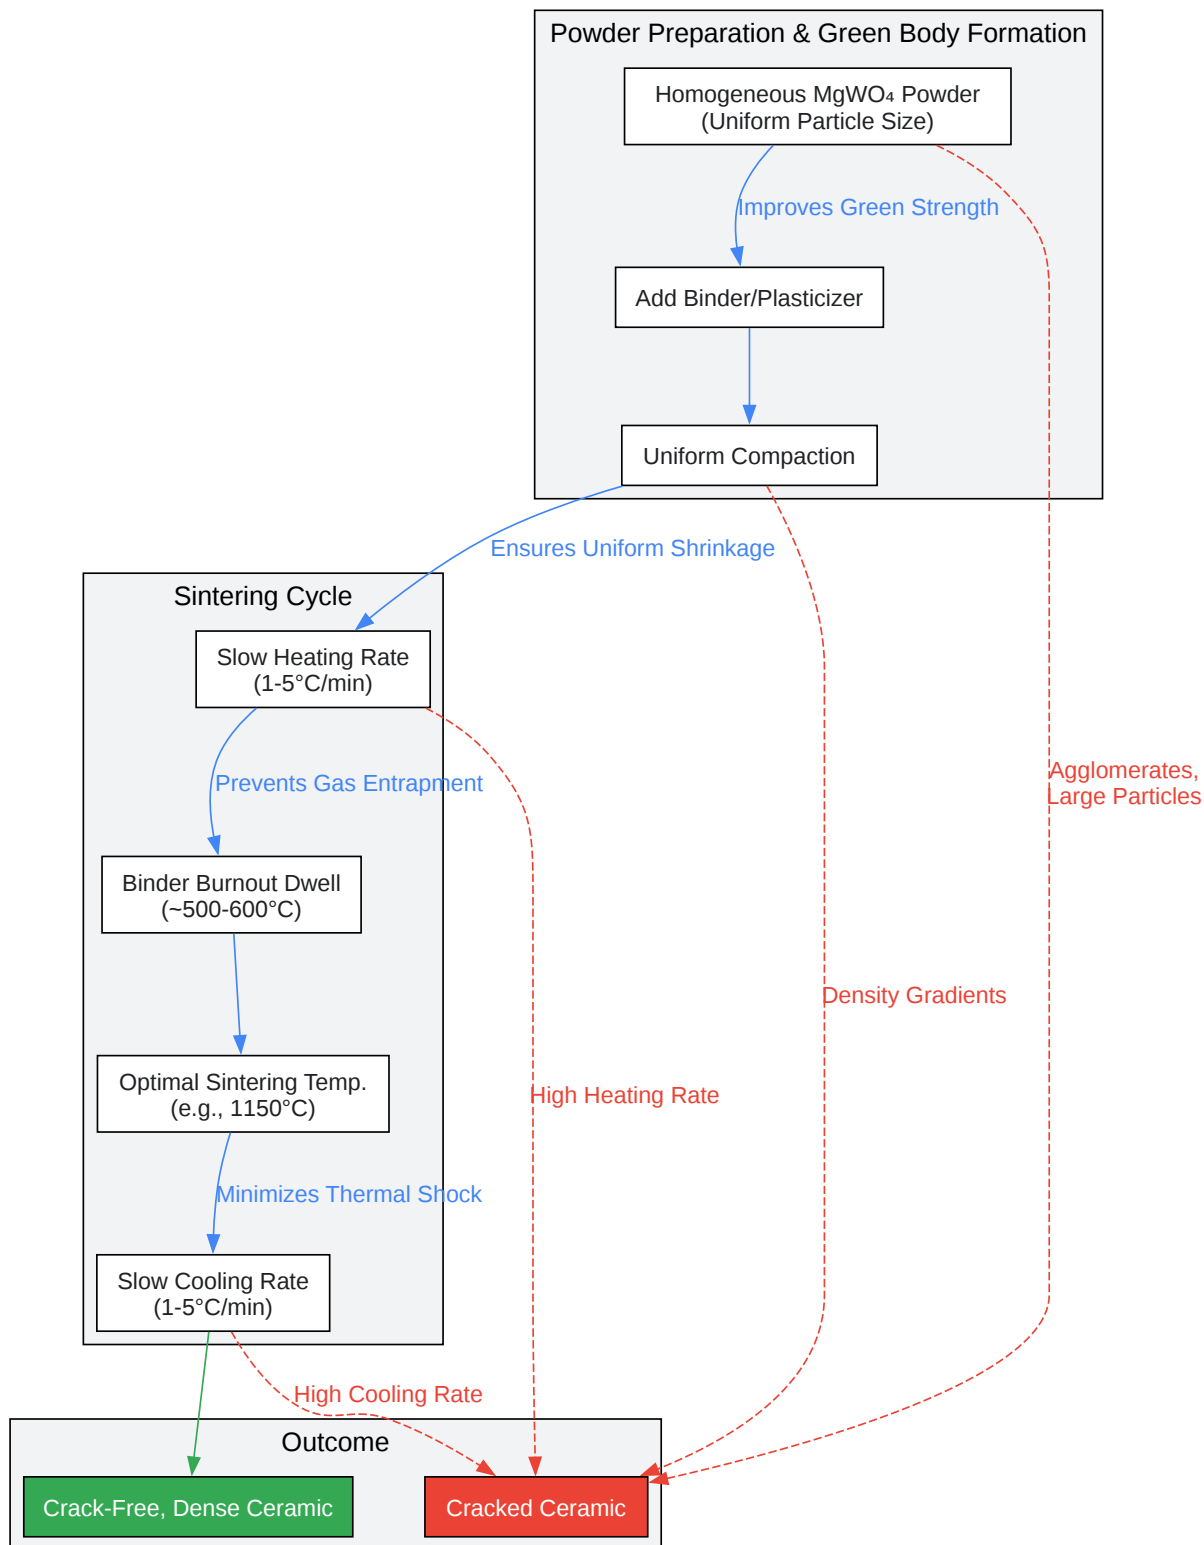 Powder Preparation & Green Body Formation
Homogeneous MgWO₄ Powder
(Uniform Particle Size)
Improves Green Strength
Add Binder/Plasticizer
Uniform Compaction
Ensures Uniform Shrinkage
Sintering Cycle
Slow Heating Rate
(1-5°C/min)
Prevents Gas Entrapment
Agglomerates,
Large Particles
Binder Burnout Dwell
(~500-600°C)
Density Gradients
Optimal Sintering Temp.
(e.g., 1150°C)
High Heating Rate
Minimizes Thermal Shock
Slow Cooling Rate
(1-5°C/min)
High Cooling Rate
Outcome
Crack-Free, Dense Ceramic
Cracked Ceramic